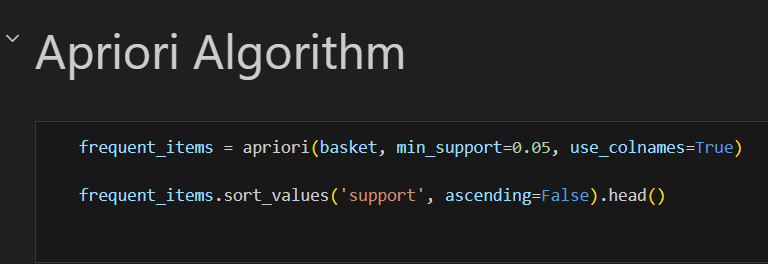 Apriori Algorithm
frequent_items = apriori(basket, min_support=0.05, use_colnames=True)
frequent_items.sort_values('support', ascending=False).head()